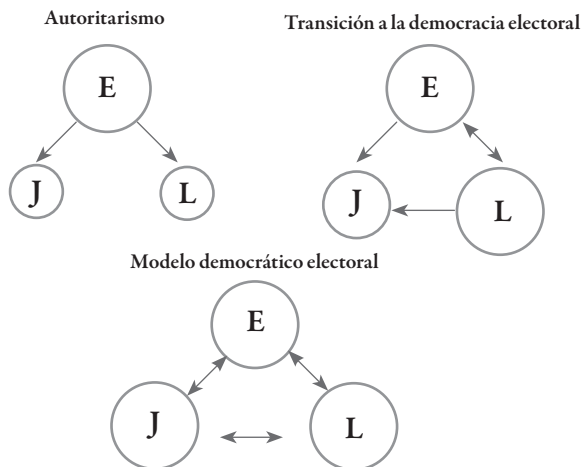 Autoritarismo
Transición a la democracia electoral
E
E
J
L
J
L
Modelo democrático electoral
E
J
L